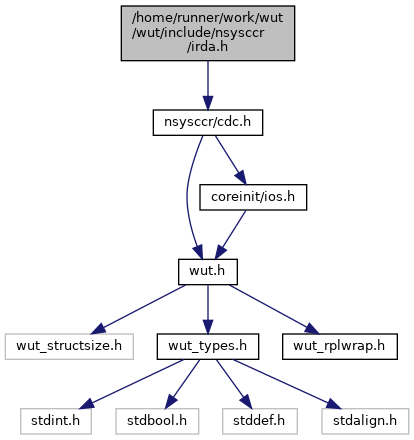 /home/runner/work/wut
/wut/include/nsysccr
/irda.h
nsysccr/cdc.h
coreinit/ios.h
wut.h
wut_structsize.h
wut_types.h
wut_rplwrap.h
stdint.h
stdbool.h
stddef.h
stdalign.h